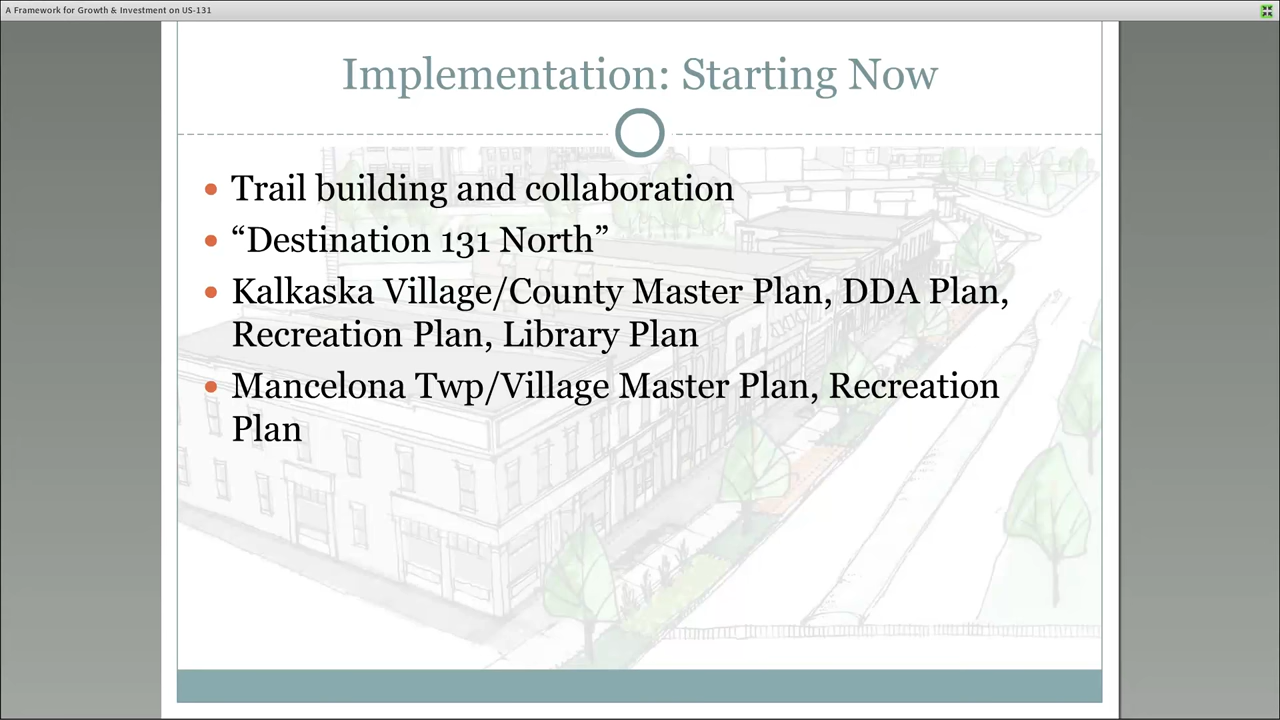 A Framework for Growth & Investment on US-131
Implementation: Starting Now
• Trail building and collaboration
• “Destination 131 North”
• Kalkaska Village/County Master Plan, DDA Plan,
Recreation Plan, Library Plan
• Mancelona Twp/Village Master Plan, Recreation
Plan